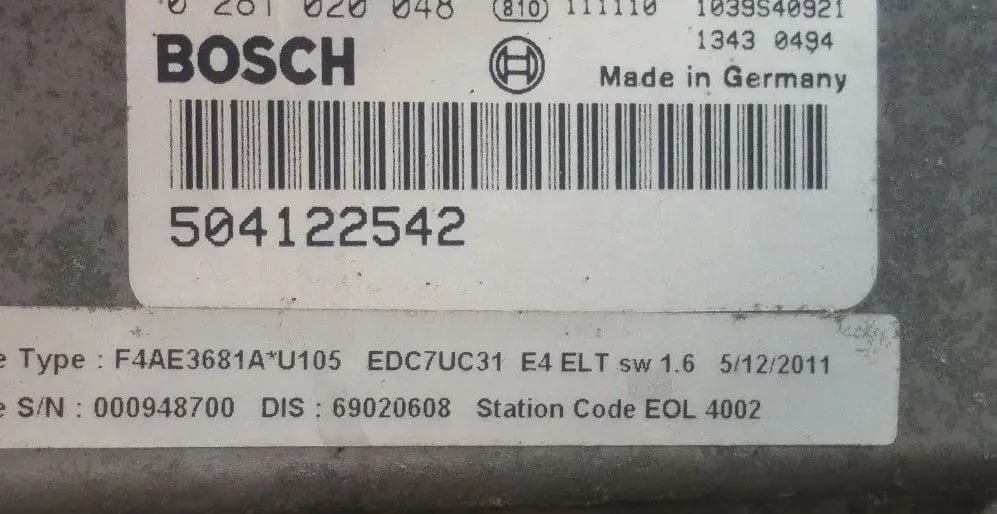 0 281 020 048 810 111110 1039S40921
1343 0494
BOSCH
Made in Germany
504122542
e Type : F4AE3681A*U105 EDC7UC31 E4 ELT sw 1.6 5/12/2011
e S/N : 000948700 DIS : 69020608 Station Code EOL 4002